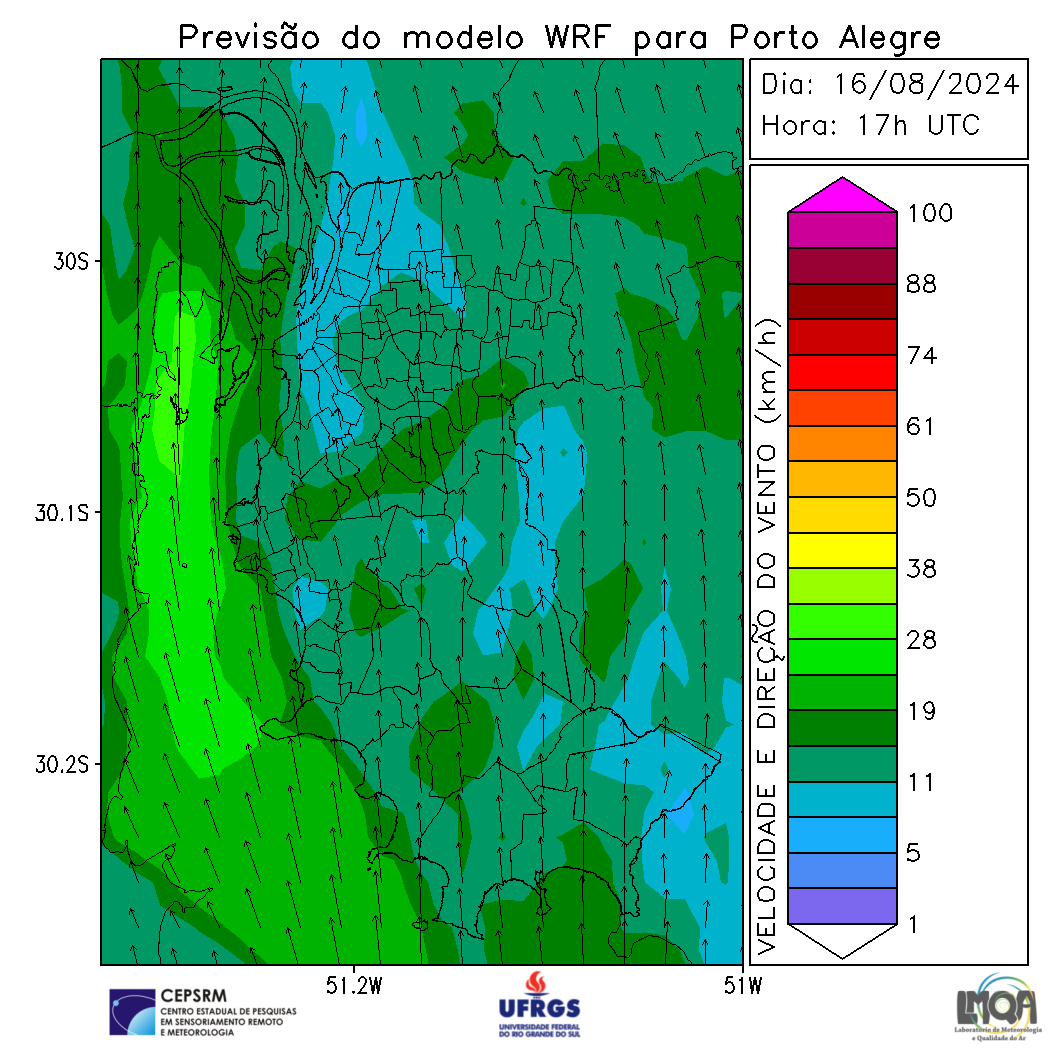 Previsão do modelo WRF para Porto Alegre
Dia: 16/08/2024
Hora: 17h UTC
30S
30.1S
30.2S
51.2W
51W
VELOCIDADE E DIREÇÃO DO VENTO (km/h)
100
88
74
61
50
38
28
19
11
5
1
CEPSRM
CENTRO ESTADUAL DE PESQUISAS
EM SENSORIAMENTO REMOTO
E METEOROLOGIA
UFRGS
UNIVERSIDADE FEDERAL
DO RIO GRANDE DO SUL
LMQA
Laboratório de Meteorologia
e Qualidade do Ar